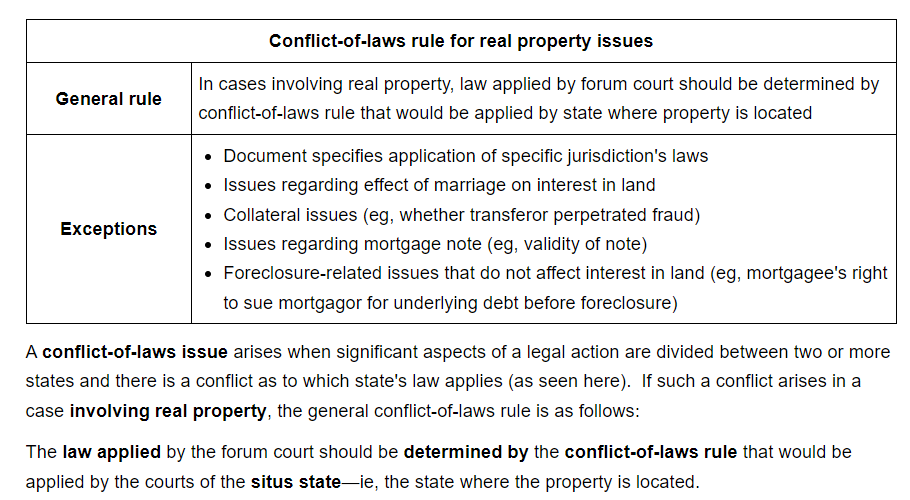 Conflict-of-laws rule for real property issues
General rule
In cases involving real property, law applied by forum court should be determined by
conflict-of-laws rule that would be applied by state where property is located
Exceptions
• Document specifies application of specific jurisdiction's laws
• Issues regarding effect of marriage on interest in land
• Collateral issues (eg, whether transferor perpetrated fraud)
• Issues regarding mortgage note (eg, validity of note)
• Foreclosure-related issues that do not affect interest in land (eg, mortgagee's right
to sue mortgagor for underlying debt before foreclosure)
A conflict-of-laws issue arises when significant aspects of a legal action are divided between two or more
states and there is a conflict as to which state's law applies (as seen here).  If such a conflict arises in a
case involving real property, the general conflict-of-laws rule is as follows:
The law applied by the forum court should be determined by the conflict-of-laws rule that would be
applied by the courts of the situs state—ie, the state where the property is located.